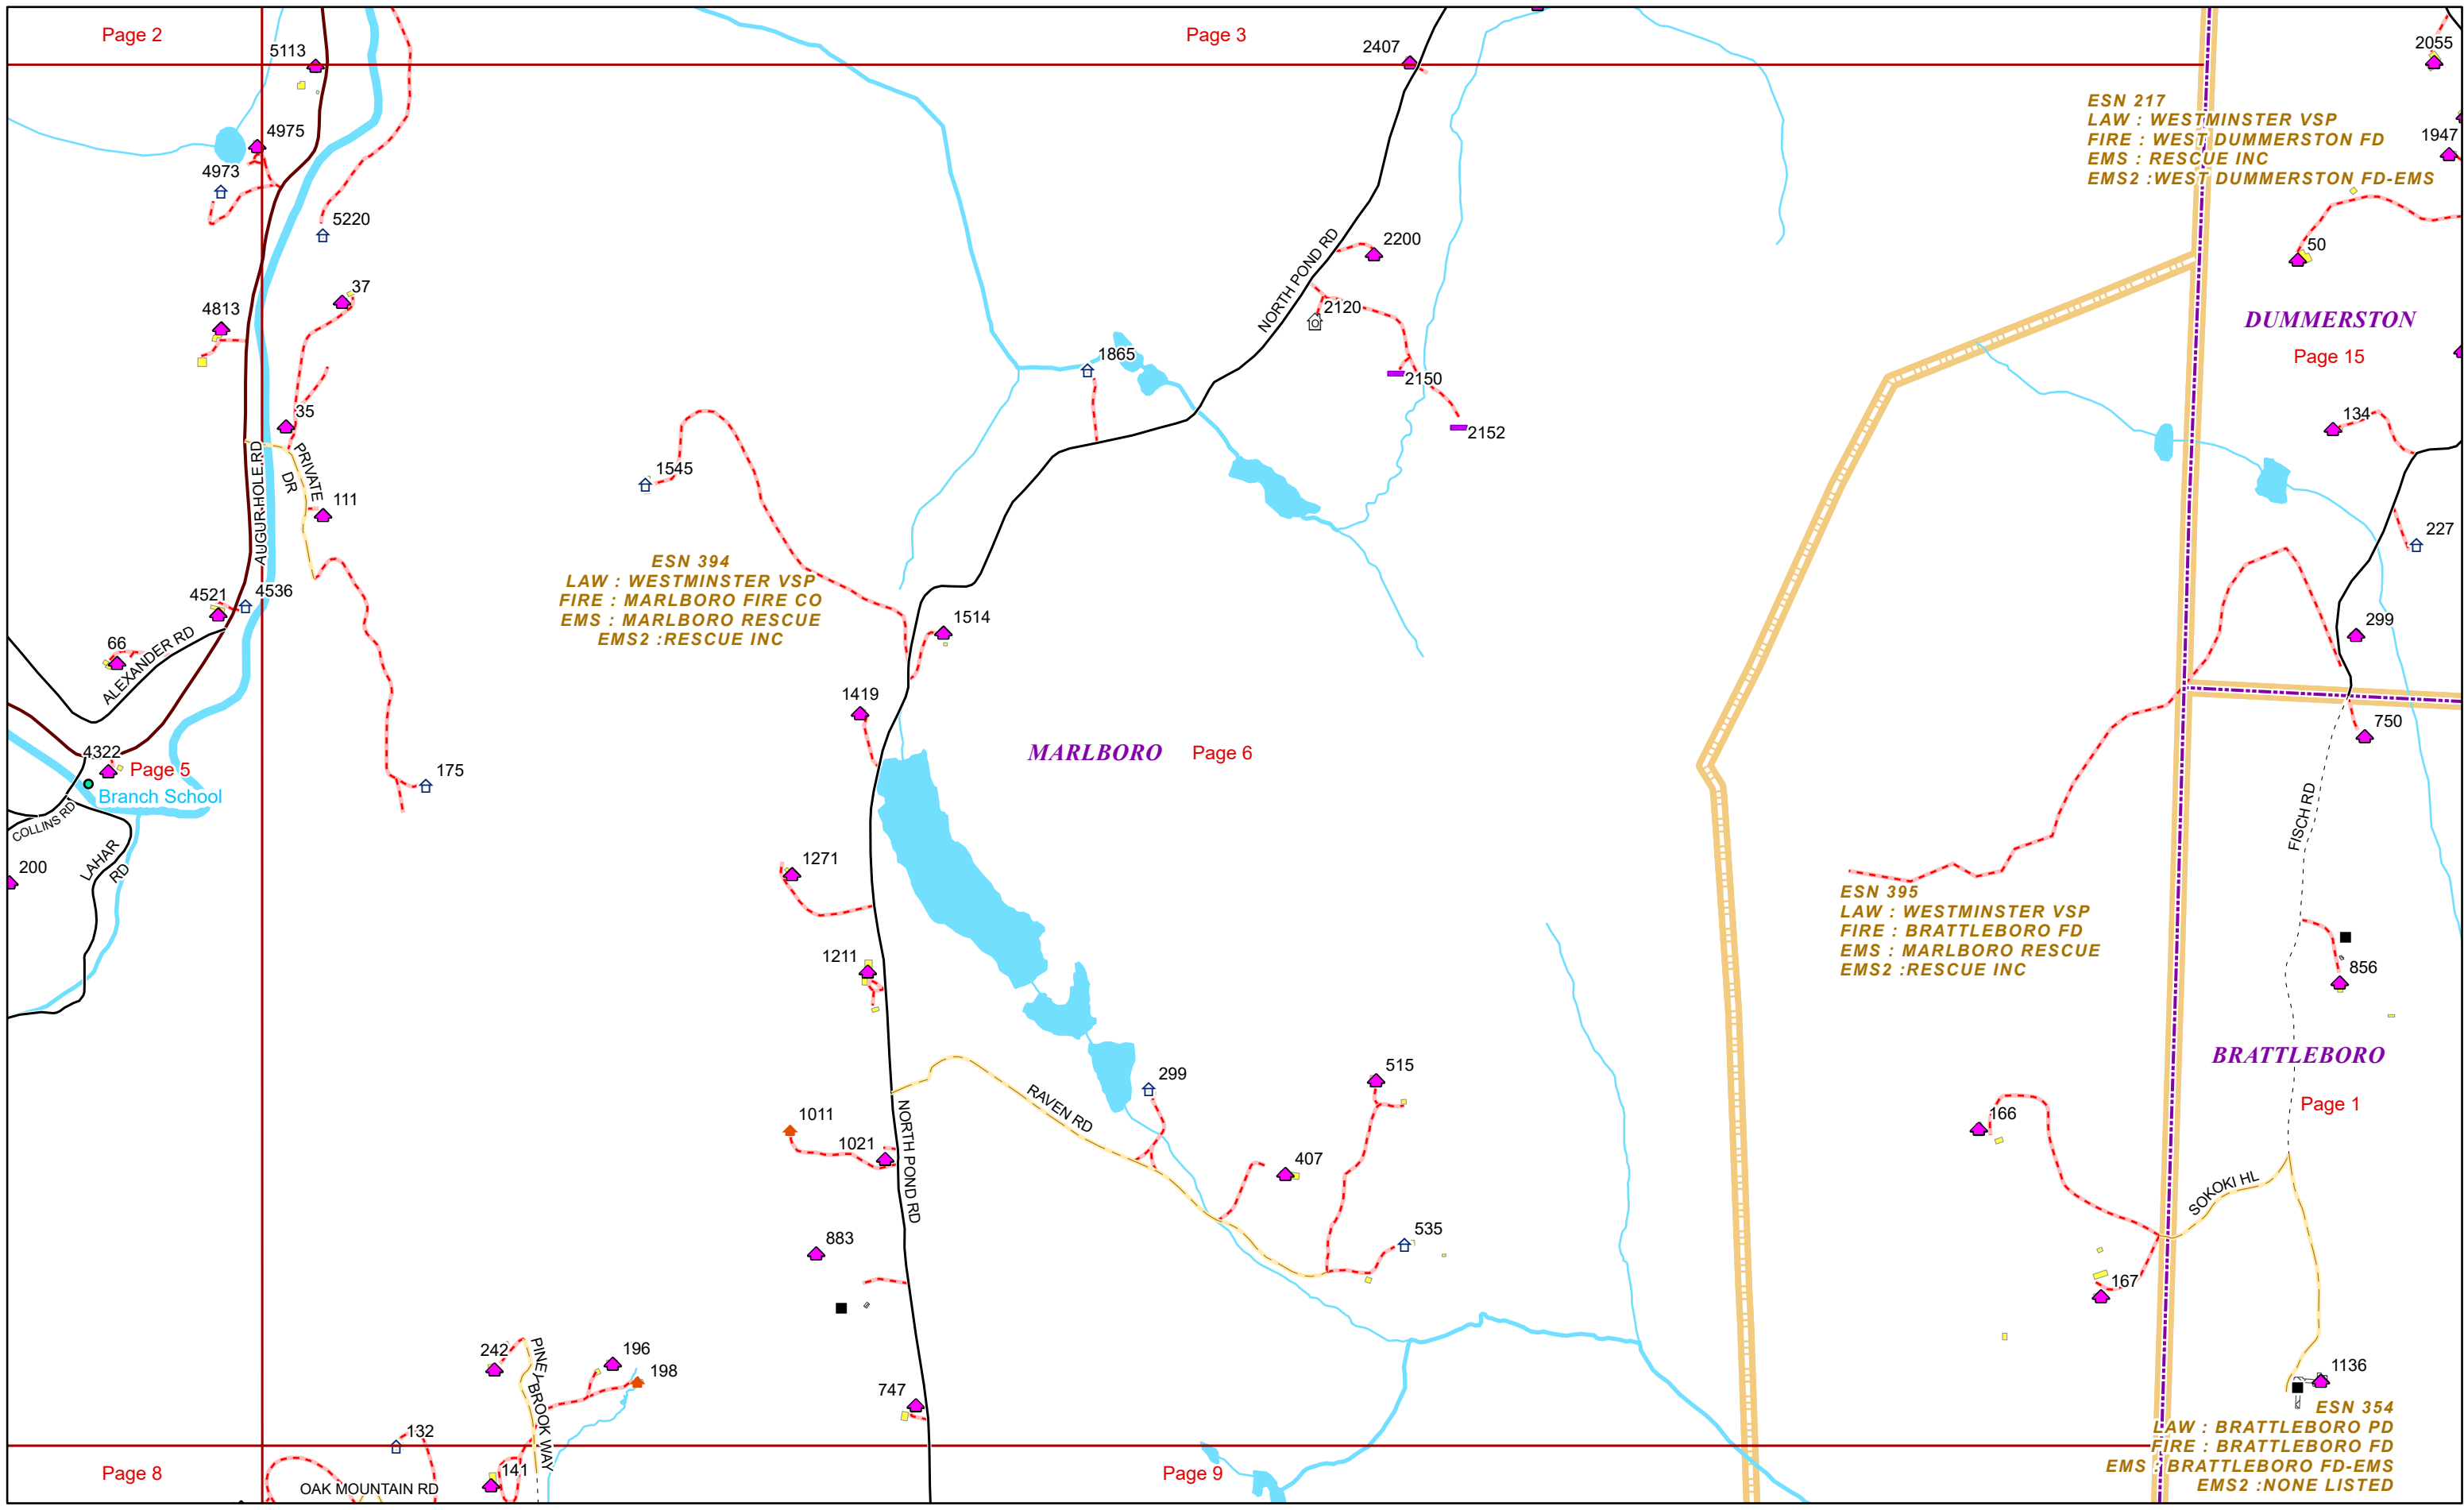 Page 2
Page 3
5113
2407
2055
4975
4973
5220
ESN 217
LAW : WESTMINSTER VSP
FIRE : WEST DUMMERSTON FD
EMS : RESCUE INC
EMS2 :WEST DUMMERSTON FD-EMS
1947
2200
50
37
4813
NORTH POND RD
2120
DUMMERSTON
Page 15
1865
2150
35
134
2152
PRIVATE
DR
AUGUR HOLE RD
1545
111
227
ESN 394
LAW : WESTMINSTER VSP
FIRE : MARLBORO FIRE CO
EMS : MARLBORO RESCUE
EMS2 :RESCUE INC
4521
4536
1514
299
66
ALEXANDER RD
1419
750
4322
Page 5
MARLBORO
Page 6
175
Branch School
COLLINS RD
LAHAR
RD
200
1271
FISCH RD
ESN 395
LAW : WESTMINSTER VSP
FIRE : BRATTLEBORO FD
EMS : MARLBORO RESCUE
EMS2 :RESCUE INC
1211
856
BRATTLEBORO
Page 1
299
515
RAVEN RD
1011
1021
NORTH POND RD
407
166
SOKOKI HL
883
535
167
242
PINEY BROOK WAY
196
198
747
1136
132
141
OAK MOUNTAIN RD
Page 8
Page 9
ESN 354
LAW : BRATTLEBORO PD
FIRE : BRATTLEBORO FD
EMS : BRATTLEBORO FD-EMS
EMS2 :NONE LISTED